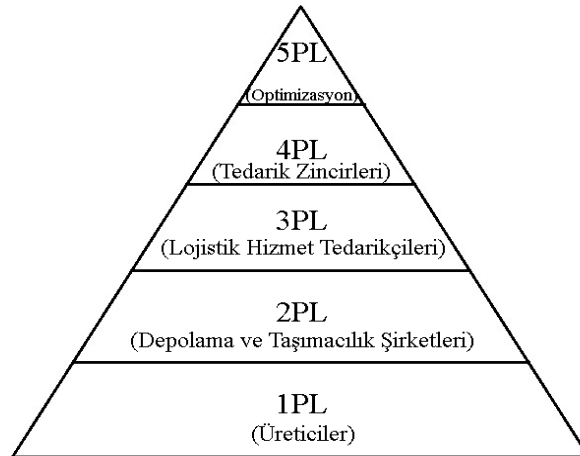 5PL
(Optimizasyon)
4PL
(Tedarik Zincirleri)
3PL
(Lojistik Hizmet Tedarikçileri)
2PL
(Depolama ve Taşımacılık Şirketleri)
1PL
(Üreticiler)